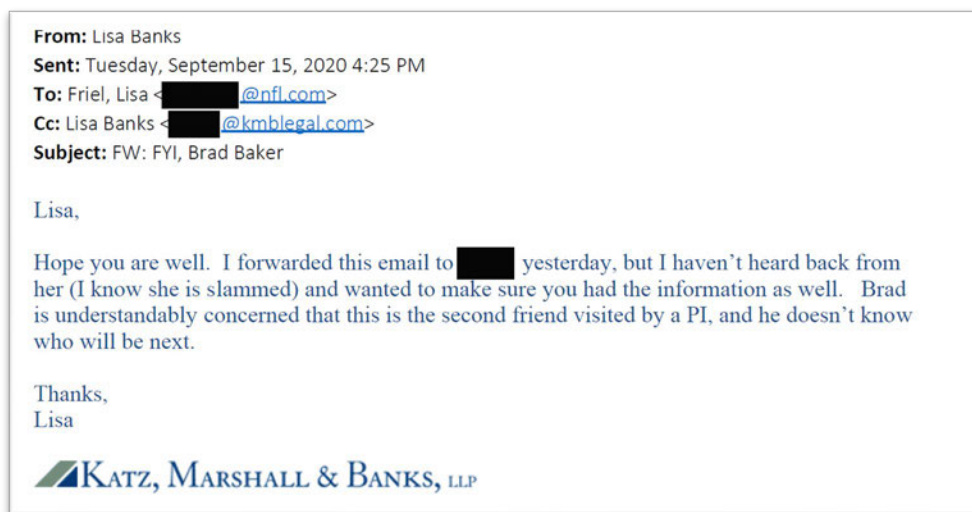 From: Lisa Banks
Sent: Tuesday, September 15, 2020 4:25 PM
To: Friel, Lisa < @nfl.com>
Cc: Lisa Banks < @kmblegal.com>
Subject: FW: FYI, Brad Baker
Lisa,
Hope you are well.  I forwarded this email to  yesterday, but I haven’t heard back from
her (I know she is slammed) and wanted to make sure you had the information as well.   Brad
is understandably concerned that this is the second friend visited by a PI, and he doesn’t know
who will be next.
Thanks,
Lisa
KATZ, MARSHALL & BANKS, LLP